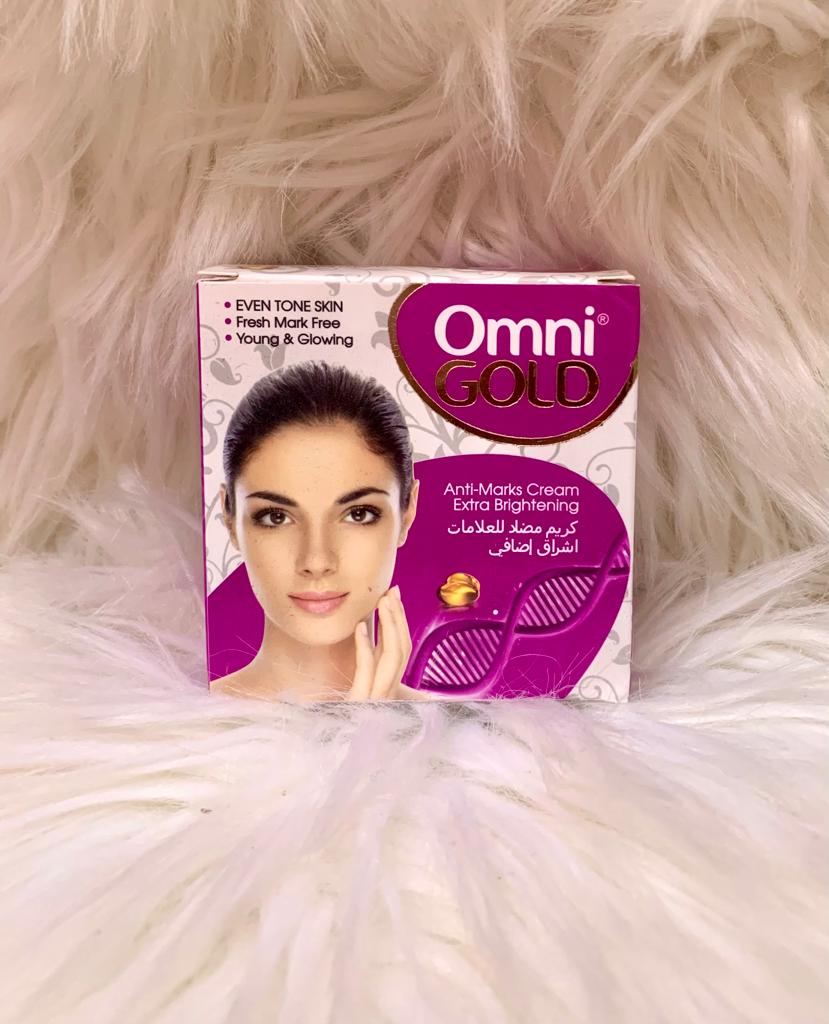 • EVEN TONE SKIN
• Fresh Mark Free
• Young & Glowing
Omni®
GOLD
Anti-Marks Cream
Extra Brightening
كريم مضاد للعلامات
اشراق إضافي